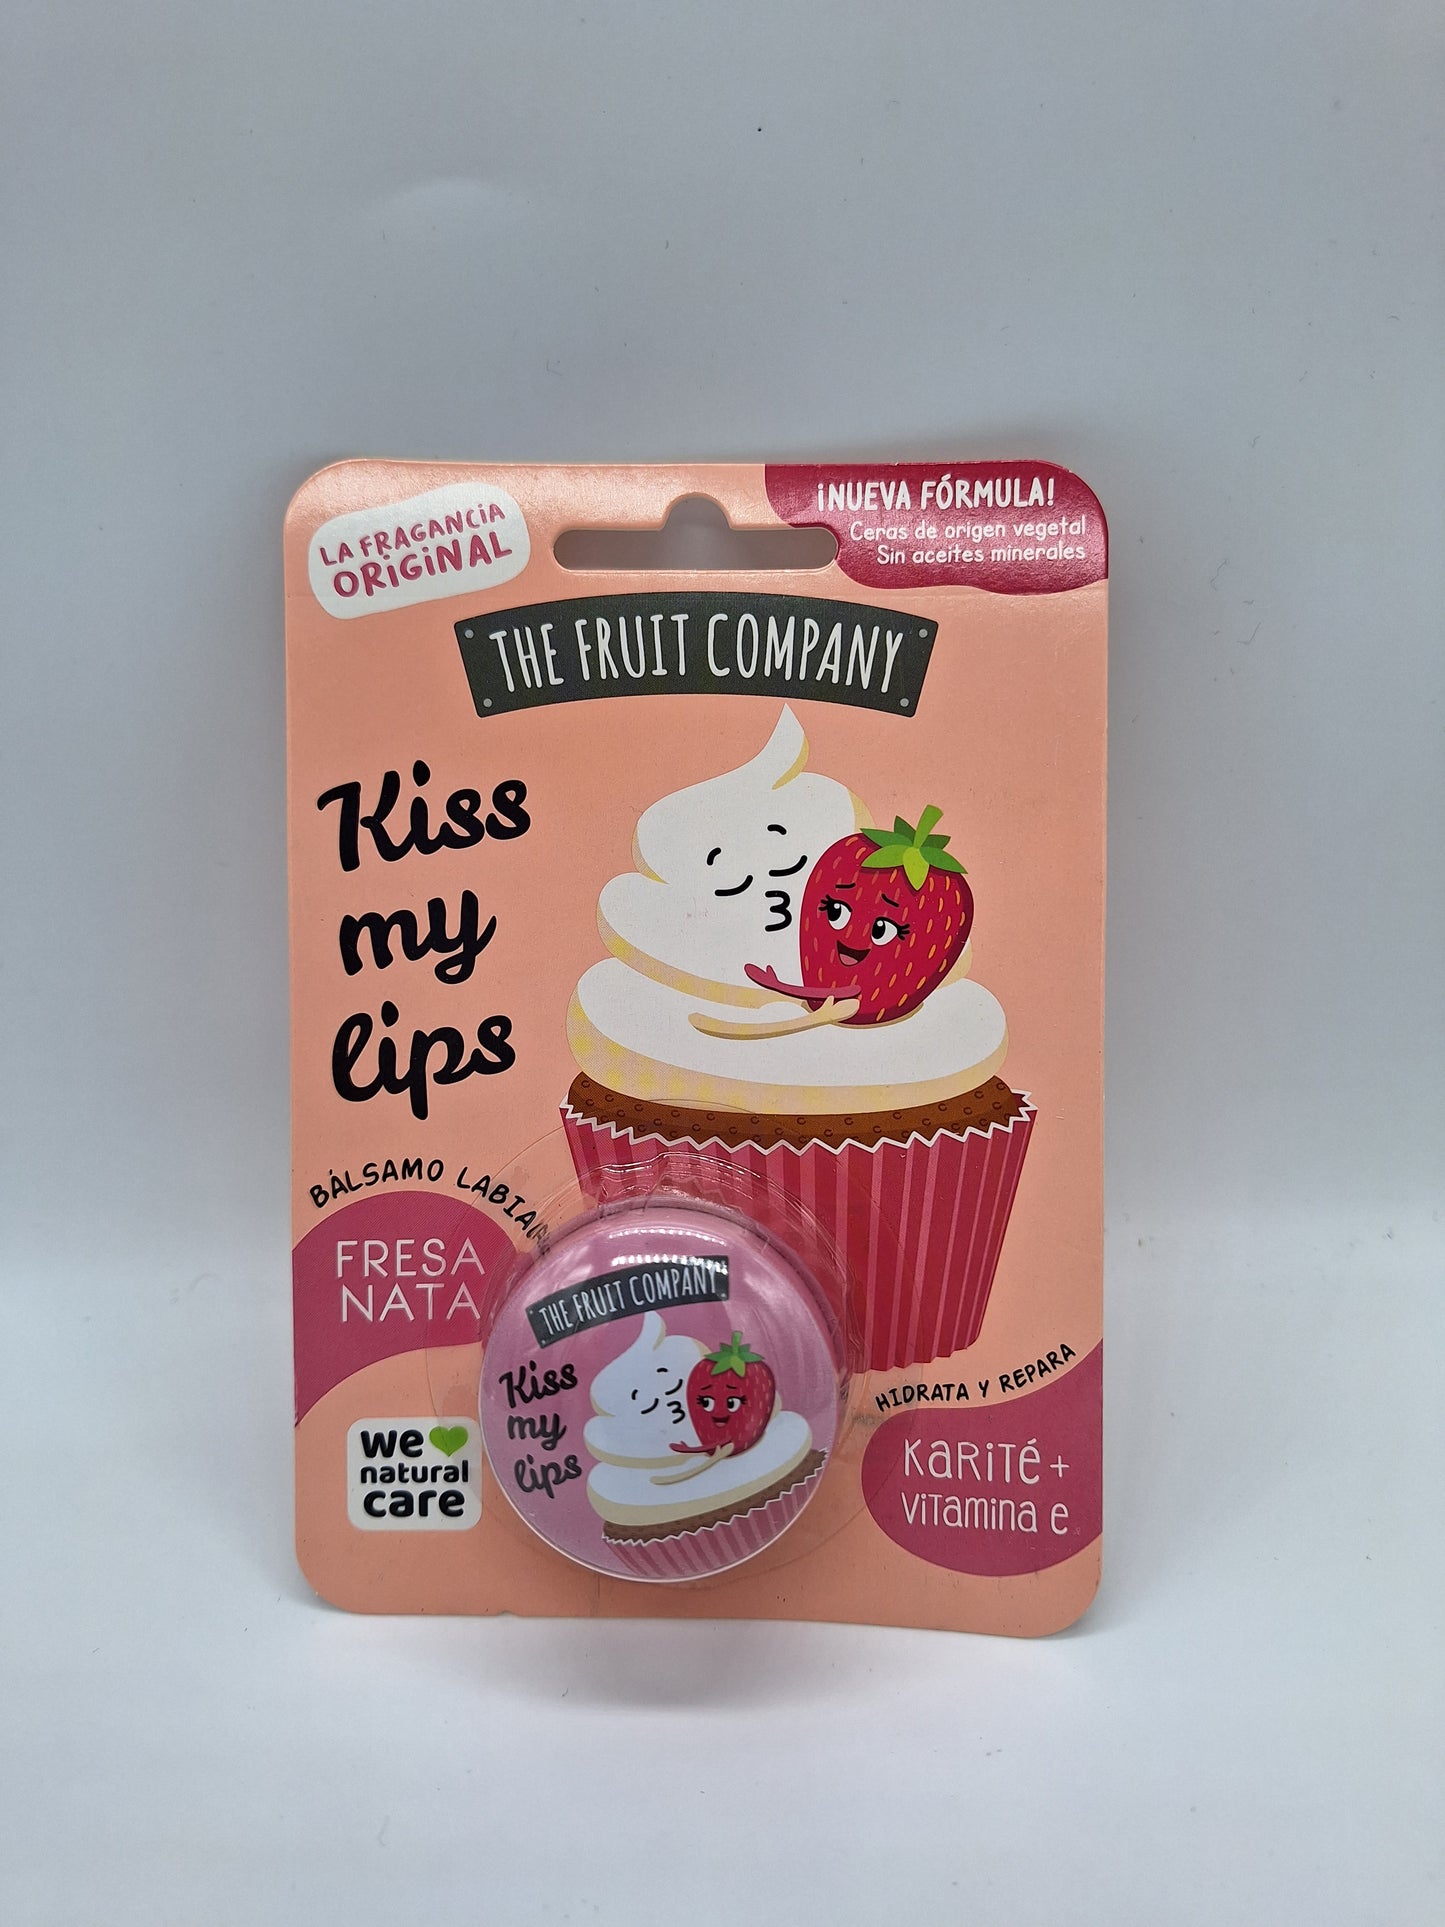 LA FRAGANCIA
ORIGINAL
¡NUEVA FÓRMULA!
Ceras de origen vegetal
Sin aceites minerales
THE FRUIT COMPANY
Kiss
my
lips
BÁLSAMO
FRESA
NATA
THE FRUIT COMPANY
Kiss
my
lips
we
natural
care
HIDRATA Y REPARA
KARITÉ +
VITAMINA E